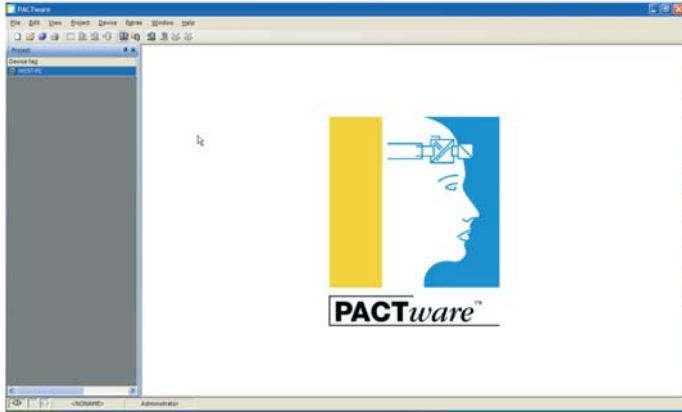 PACTware
File Edit View Project Device Extras Window Help
Project
Device tag
HOST PC
PACTware™
<NONAME> Administrator